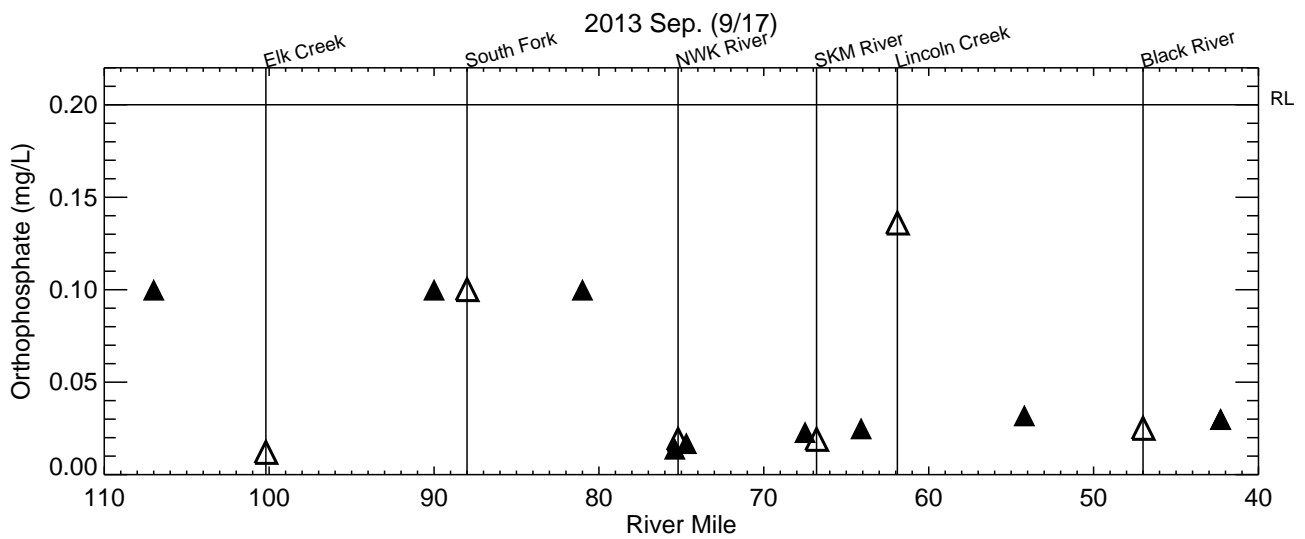 2013 Sep. (9/17)
Elk Creek
South Fork
NWK River
SKM River
Lincoln Creek
Black River
RL
Orthophosphate (mg/L)
0.20
0.15
0.10
0.05
0.00
110 100 90 80 70 60 50 40
River Mile